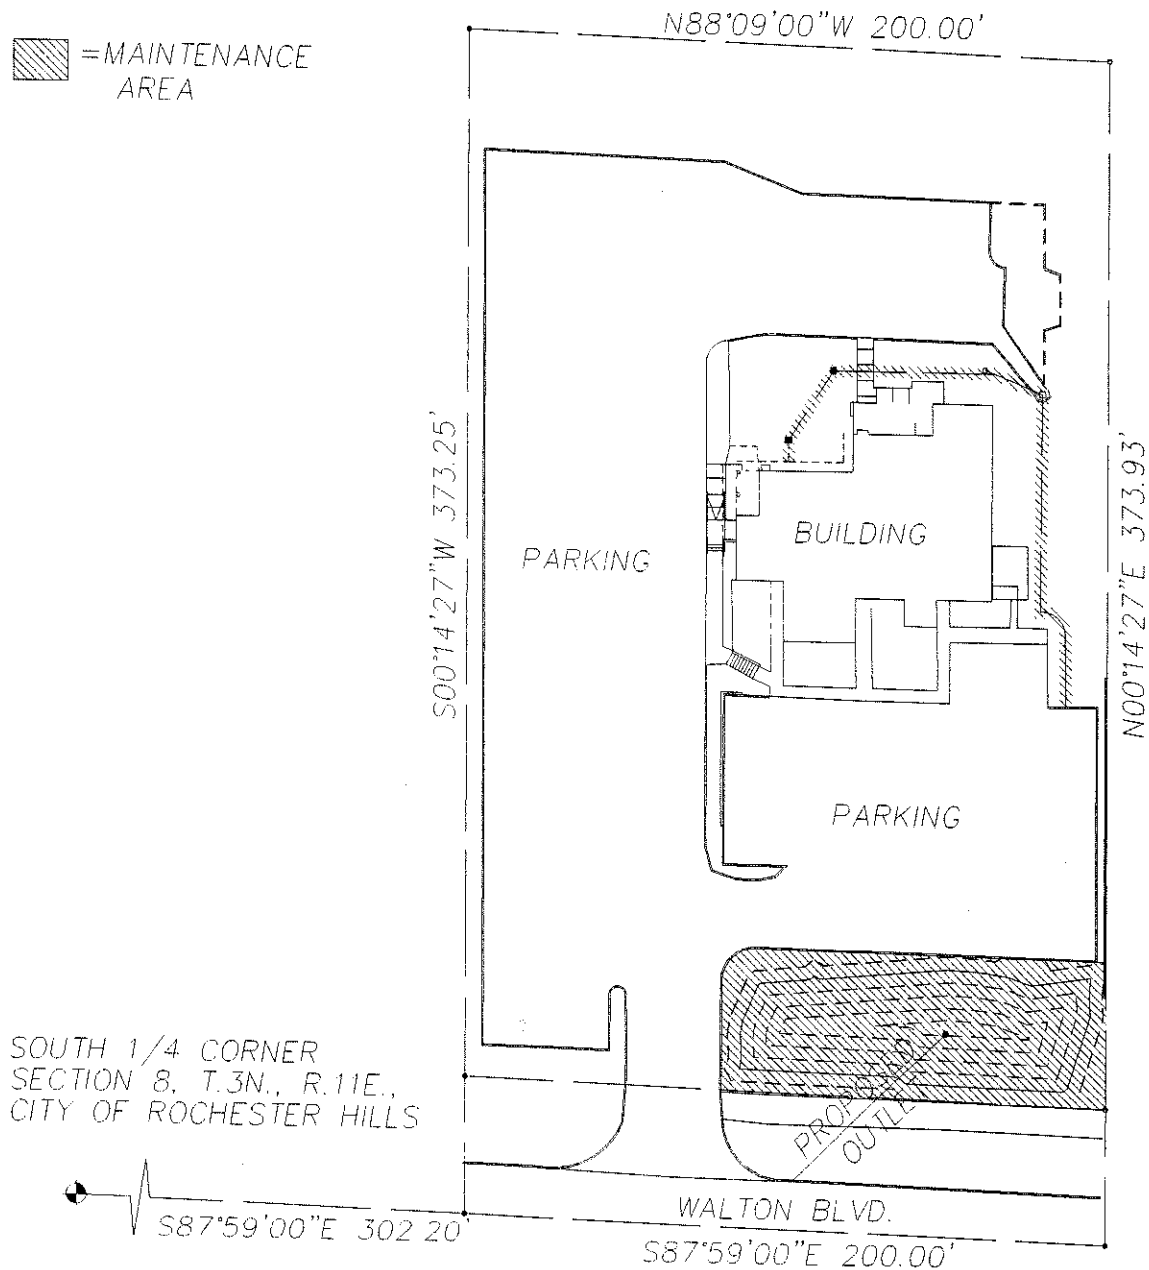 N88°09'00"W 200.00'
=MAINTENANCE
AREA
S00°14'27"W 373.25'
N00°14'27"E 373.93'
BUILDING
PARKING
PARKING
SOUTH 1/4 CORNER
SECTION 8, T.3N., R.11E.,
CITY OF ROCHESTER HILLS
PROPOSED
OUTLET
WALTON BLVD.
S87°59'00"E 302.20'
S87°59'00"E 200.00'